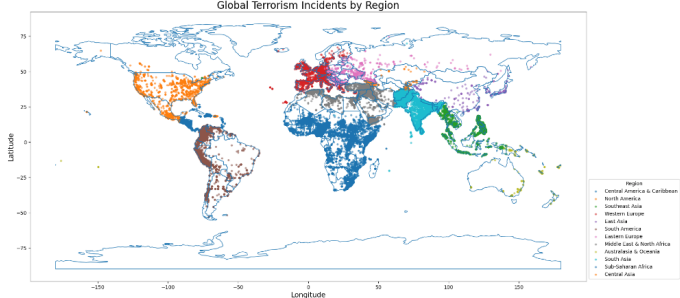 Global Terrorism Incidents by Region
Latitude
75
50
25
0
−25
−50
−75
−150
−100
−50
0
50
100
150
Longitude
Region
Central America & Caribbean
North America
Southeast Asia
Western Europe
East Asia
South America
Eastern Europe
Middle East & North Africa
Australasia & Oceania
South Asia
Sub-Saharan Africa
Central Asia